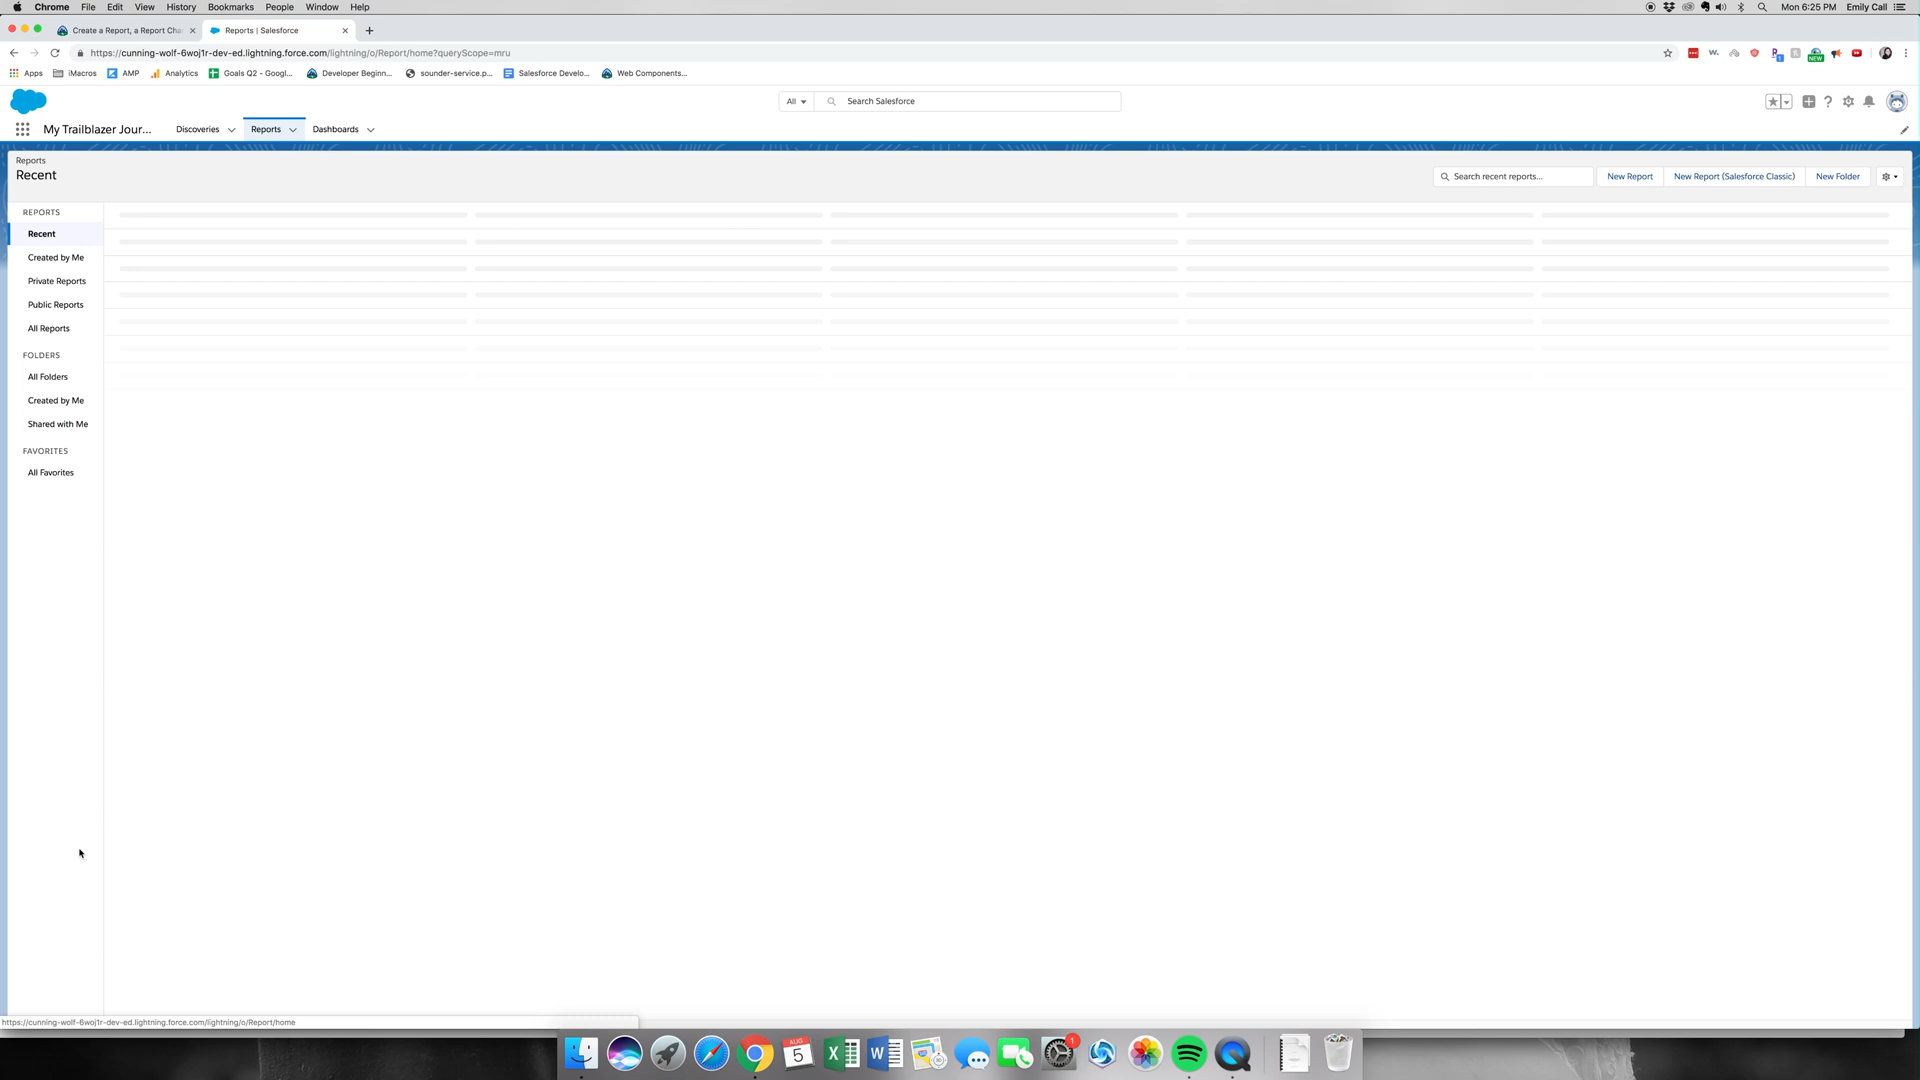 Chrome File Edit View History Bookmarks People Window Help Mon 6:25 PM Emily Call
Create a Report, a Report Cha Reports | Salesforce
https://cunning-wolf-6woj1r-dev-ed.lightning.force.com/lightning/o/Report/home?queryScope=mru
Apps iMacros AMP Analytics Goals Q2 - Googl... Developer Beginn... sounder-service.p... Salesforce Develo... Web Components...
All Search Salesforce
My Trailblazer Jour... Discoveries Reports Dashboards
Reports
Recent
Search recent reports... New Report New Report (Salesforce Classic) New Folder
REPORTS
Recent
Created by Me
Private Reports
Public Reports
All Reports
FOLDERS
All Folders
Created by Me
Shared with Me
FAVORITES
All Favorites
https://cunning-wolf-6woj1r-dev-ed.lightning.force.com/lightning/o/Report/home
AUG
5
1